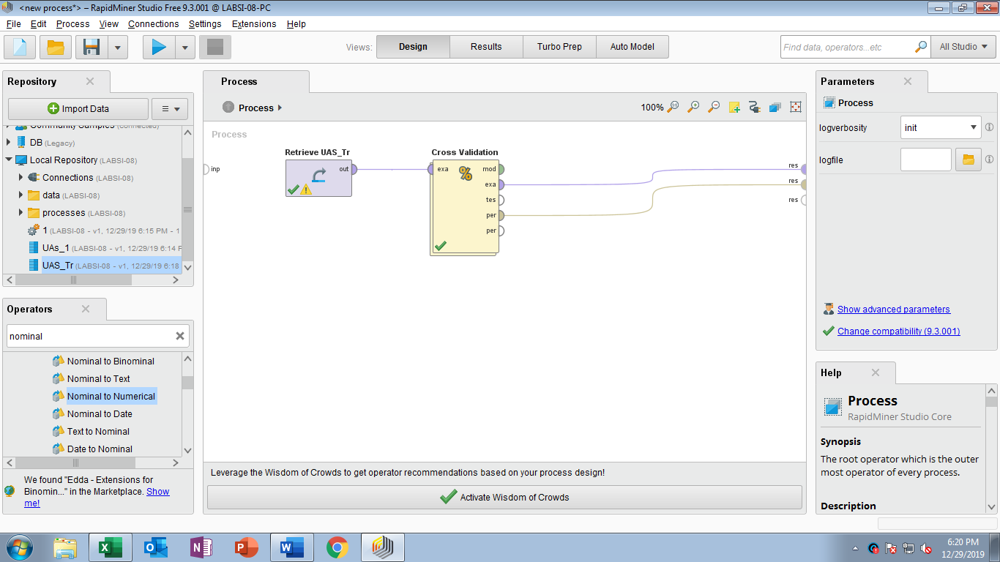 <new process*> – RapidMiner Studio Free 9.3.001 @ LABSI-08-PC
File Edit Process View Connections Settings Extensions Help
Views: Design Results Turbo Prep Auto Model
Find data, operators...etc
All Studio
Repository
Import Data
Community Samples (connected)
DB (Legacy)
Local Repository (LABSI-08)
Connections (LABSI-08)
data (LABSI-08)
processes (LABSI-08)
1 (LABSI-08 - v1, 12/29/19 6:15 PM - 1
UAs_1 (LABSI-08 - v1, 12/29/19 6:14 P
UAS_Tr (LABSI-08 - v1, 12/29/19 6:18
Operators
nominal
Nominal to Binominal
Nominal to Text
Nominal to Numerical
Nominal to Date
Text to Nominal
Date to Nominal
We found "Edda - Extensions for
Binomin..." in the Marketplace. Show
me!
Process
Process
100%
Process
inp
Retrieve UAS_Tr
out
Cross Validation
exa
%
mod
exa
tes
per
per
res
res
res
Leverage the Wisdom of Crowds to get operator recommendations based on your process design!
Activate Wisdom of Crowds
Parameters
Process
logverbosity init
logfile
Show advanced parameters
Change compatibility (9.3.001)
Help
Process
RapidMiner Studio Core
Synopsis
The root operator which is the outer
most operator of every process.
Description
6:20 PM
12/29/2019